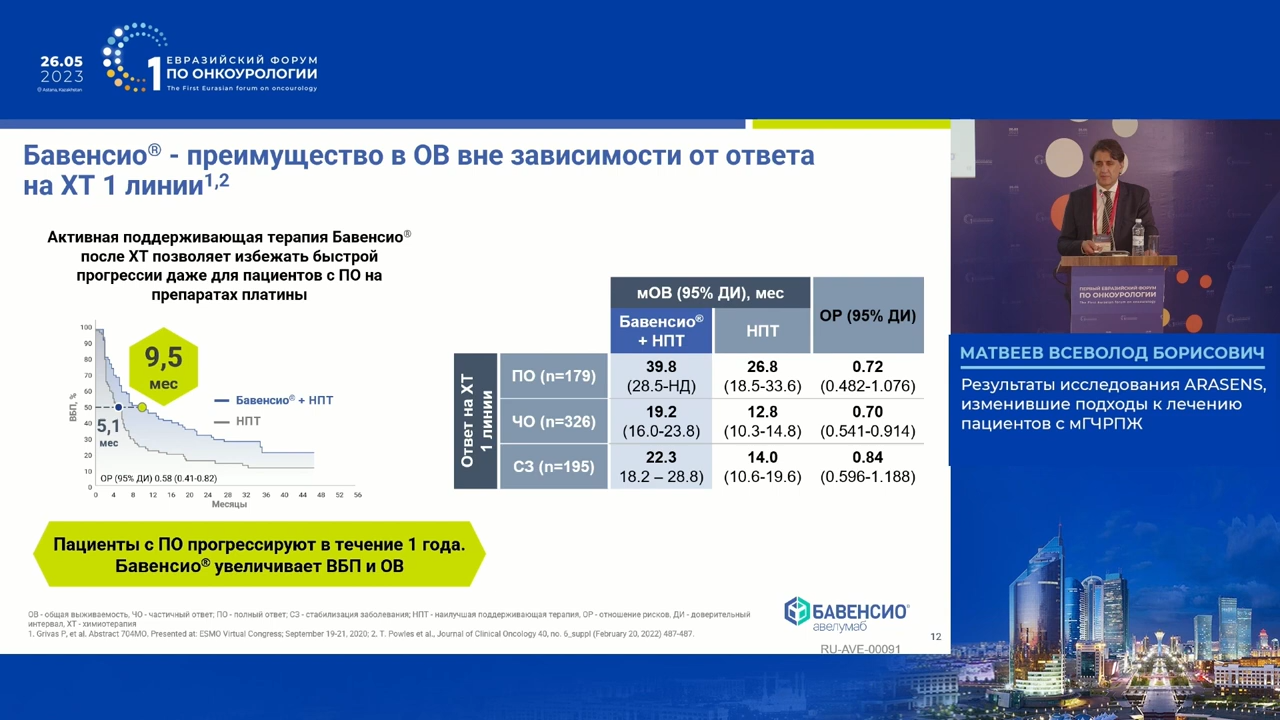 26.05
2023
Astana, Kazakhstan
1
ЕВРАЗИЙСКИЙ ФОРУМ
ПО ОНКОУРОЛОГИИ
The First Eurasian forum on oncourology
Бавенсио® - преимущество в ОВ вне зависимости от ответа
на ХТ 1 линии1,2
Активная поддерживающая терапия Бавенсио®
после ХТ позволяет избежать быстрой
прогрессии даже для пациентов с ПО на
препаратах платины
ВБП, %
100
90
80
70
60
50
40
30
20
10
0
9,5
мес
5,1
мес
Бавенсио® + НПТ
НПТ
ОР (95% ДИ) 0.58 (0.41-0.82)
0 4 8 12 16 20 24 28 32 36 40 44 48 52 56
Месяцы
мОВ (95% ДИ), мес
ОР (95% ДИ)
Бавенсио®
+ НПТ
НПТ
Ответ на ХТ
1 линии
ПО (n=179)
39.8
(28.5-НД)
26.8
(18.5-33.6)
0.72
(0.482-1.076)
ЧО (n=326)
19.2
(16.0-23.8)
12.8
(10.3-14.8)
0.70
(0.541-0.914)
СЗ (n=195)
22.3
18.2 – 28.8)
14.0
(10.6-19.6)
0.84
(0.596-1.188)
Пациенты с ПО прогрессируют в течение 1 года.
Бавенсио® увеличивает ВБП и ОВ
ОВ - общая выживаемость, ЧО - частичный ответ; ПО - полный ответ; СЗ - стабилизация заболевания; НПТ - наилучшая поддерживающая терапия, ОР - отношение рисков, ДИ - доверительный
интервал, ХТ - химиотерапия
1. Grivas P, et al. Abstract 704MO. Presented at: ESMO Virtual Congress; September 19-21, 2020; 2. T. Powles et al., Journal of Clinical Oncology 40, no. 6_suppl (February 20, 2022) 487-487.
БАВЕНСИО®
авелумаб
RU-AVE-00091
12
ПЕРВЫЙ ЕВРАЗИЙСКИЙ ФОРУМ
ПО ОНКОУРОЛОГИИ
МАТВЕЕВ ВСЕВОЛОД БОРИСОВИЧ
Результаты исследования ARASENS,
изменившие подходы к лечению
пациентов с мГЧРПЖ